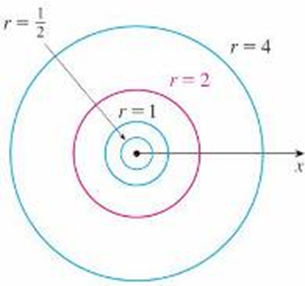 r = 1/2
r = 4
r = 2
r = 1
x